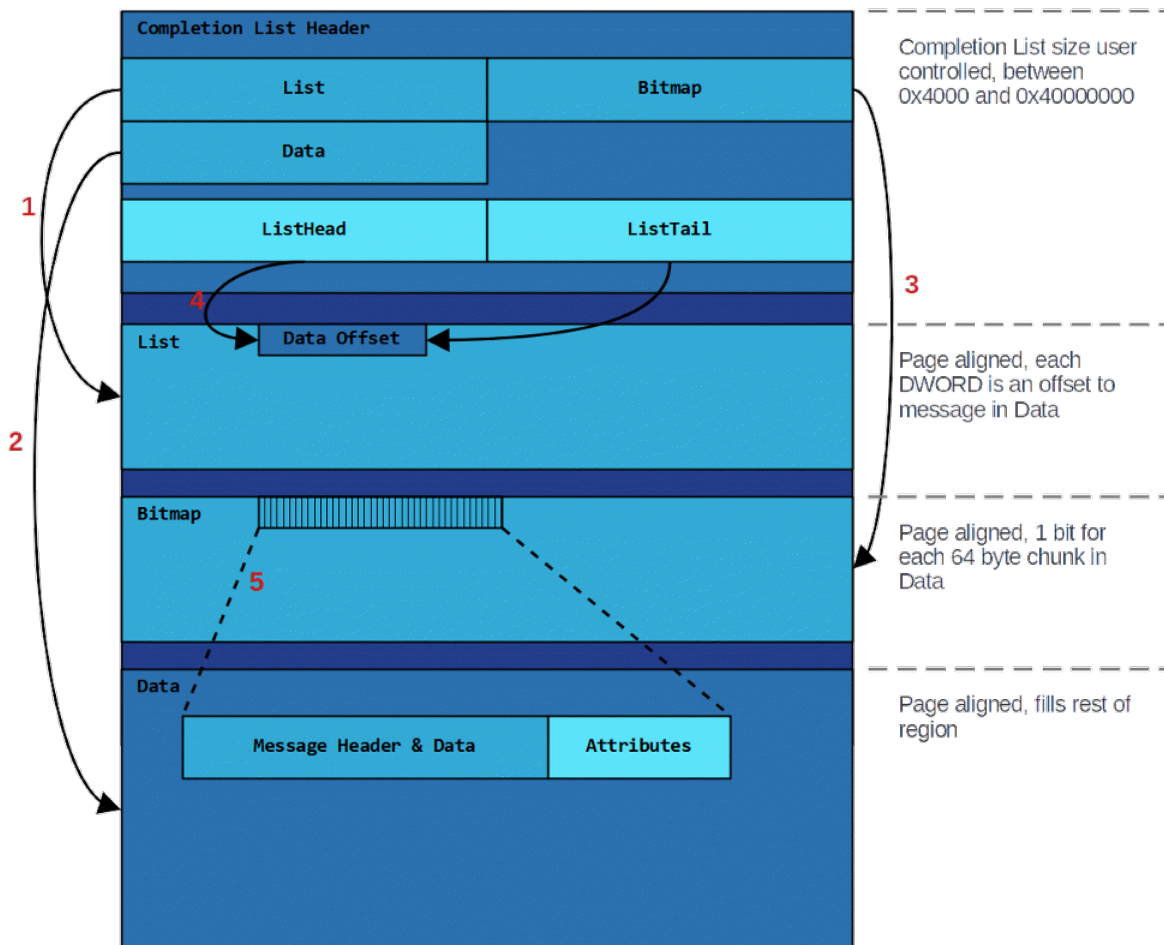 Completion List Header
List
Bitmap
Data
ListHead
ListTail
Completion List size user
controlled, between
0x4000 and 0x40000000
1
3
4
Data Offset
List
Page aligned, each
DWORD is an offset to
message in Data
2
Bitmap
Page aligned, 1 bit for
each 64 byte chunk in
Data
5
Data
Page aligned, fills rest of
region
Message Header & Data
Attributes